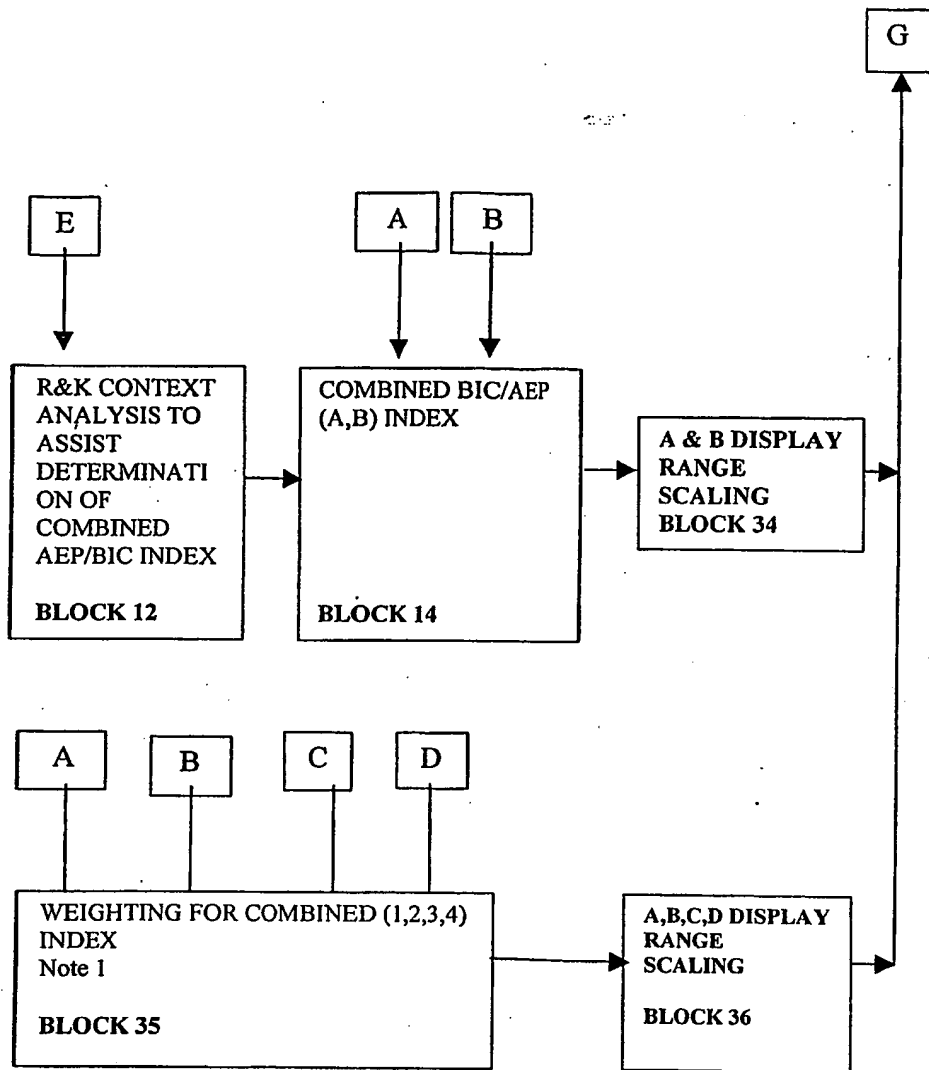 G
E
A
B
R&K CONTEXT
ANALYSIS TO
ASSIST
DETERMINATI
ON OF
COMBINED
AEP/BIC INDEX
BLOCK 12
COMBINED BIC/AEP
(A,B) INDEX
BLOCK 14
A & B DISPLAY
RANGE
SCALING
BLOCK 34
A
B
C
D
WEIGHTING FOR COMBINED (1,2,3,4)
INDEX
Note 1
BLOCK 35
A,B,C,D DISPLAY
RANGE
SCALING
BLOCK 36